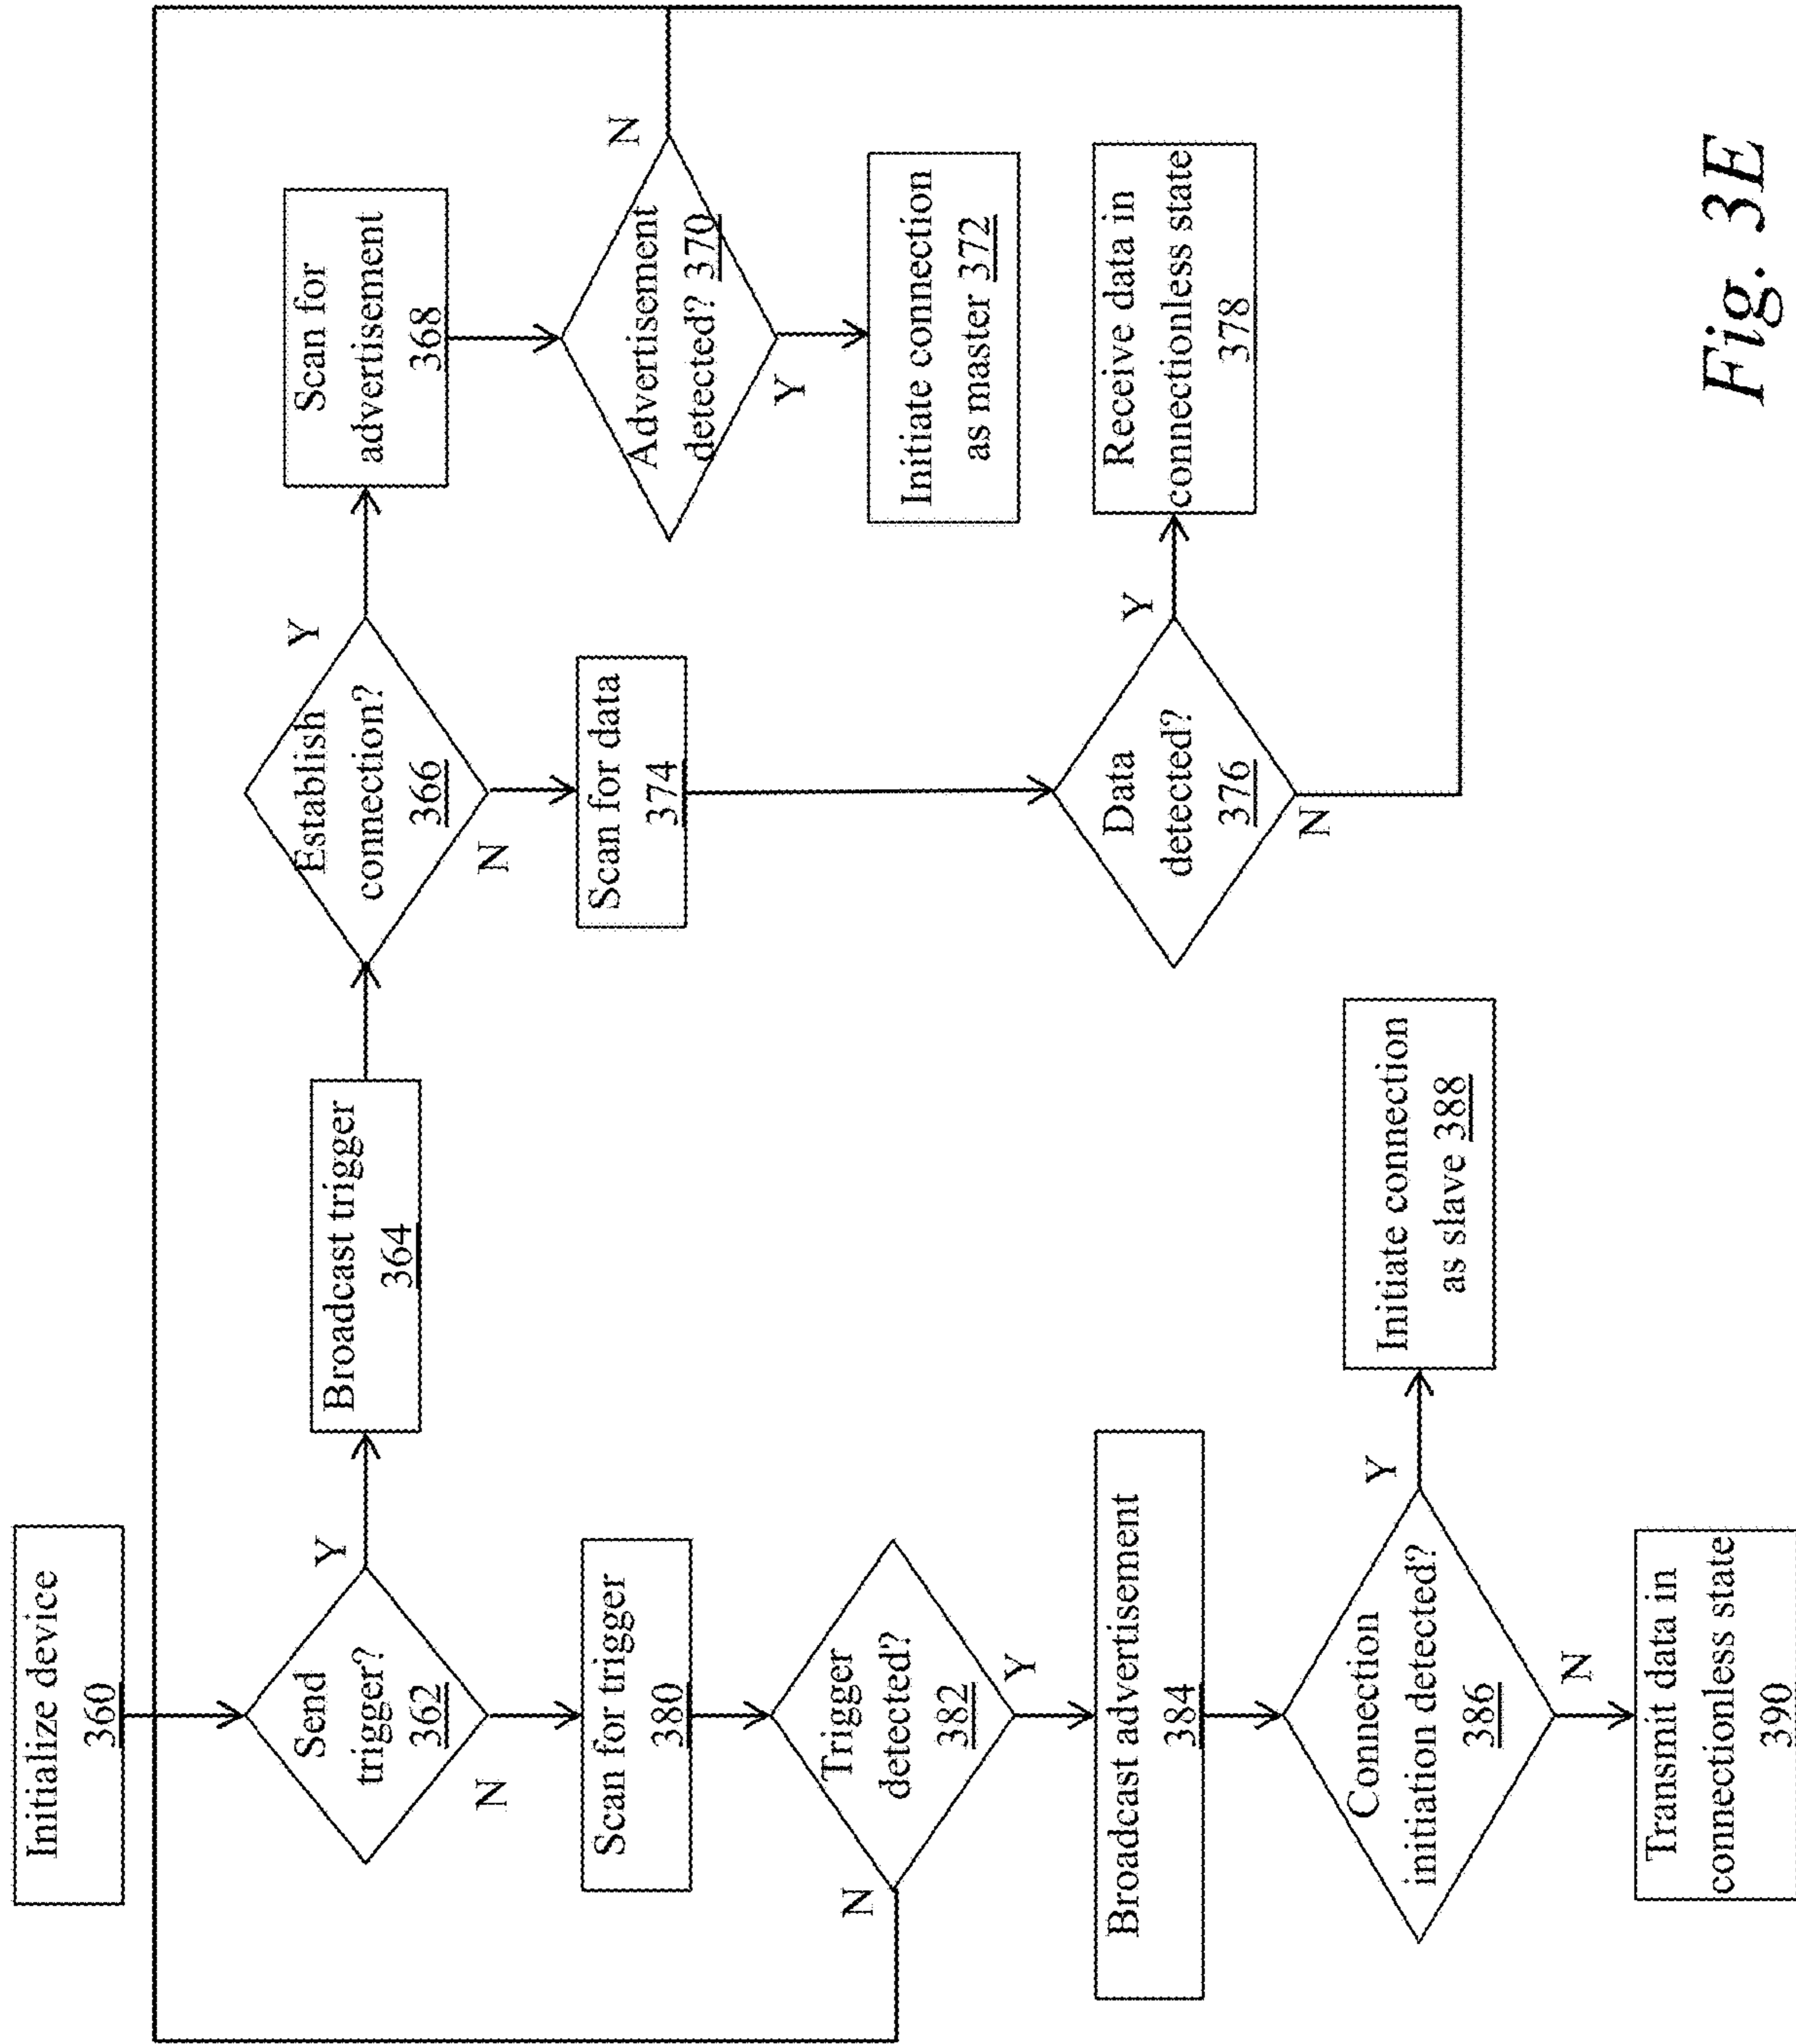 Initialize device
360
Send
trigger?
362
Y
N
Broadcast trigger
364
Establish
connection?
366
Y
N
Scan for
advertisement
368
Advertisement
detected? 370
N
Y
Initiate connection
as master 372
Scan for data
374
Data
detected?
376
Y
N
Receive data in
connectionless state
378
Scan for trigger
380
Trigger
detected?
382
N
Y
Broadcast advertisement
384
Connection
initiation detected?
386
Y
N
Initiate connection
as slave 388
Transmit data in
connectionless state
390
Fig. 3E